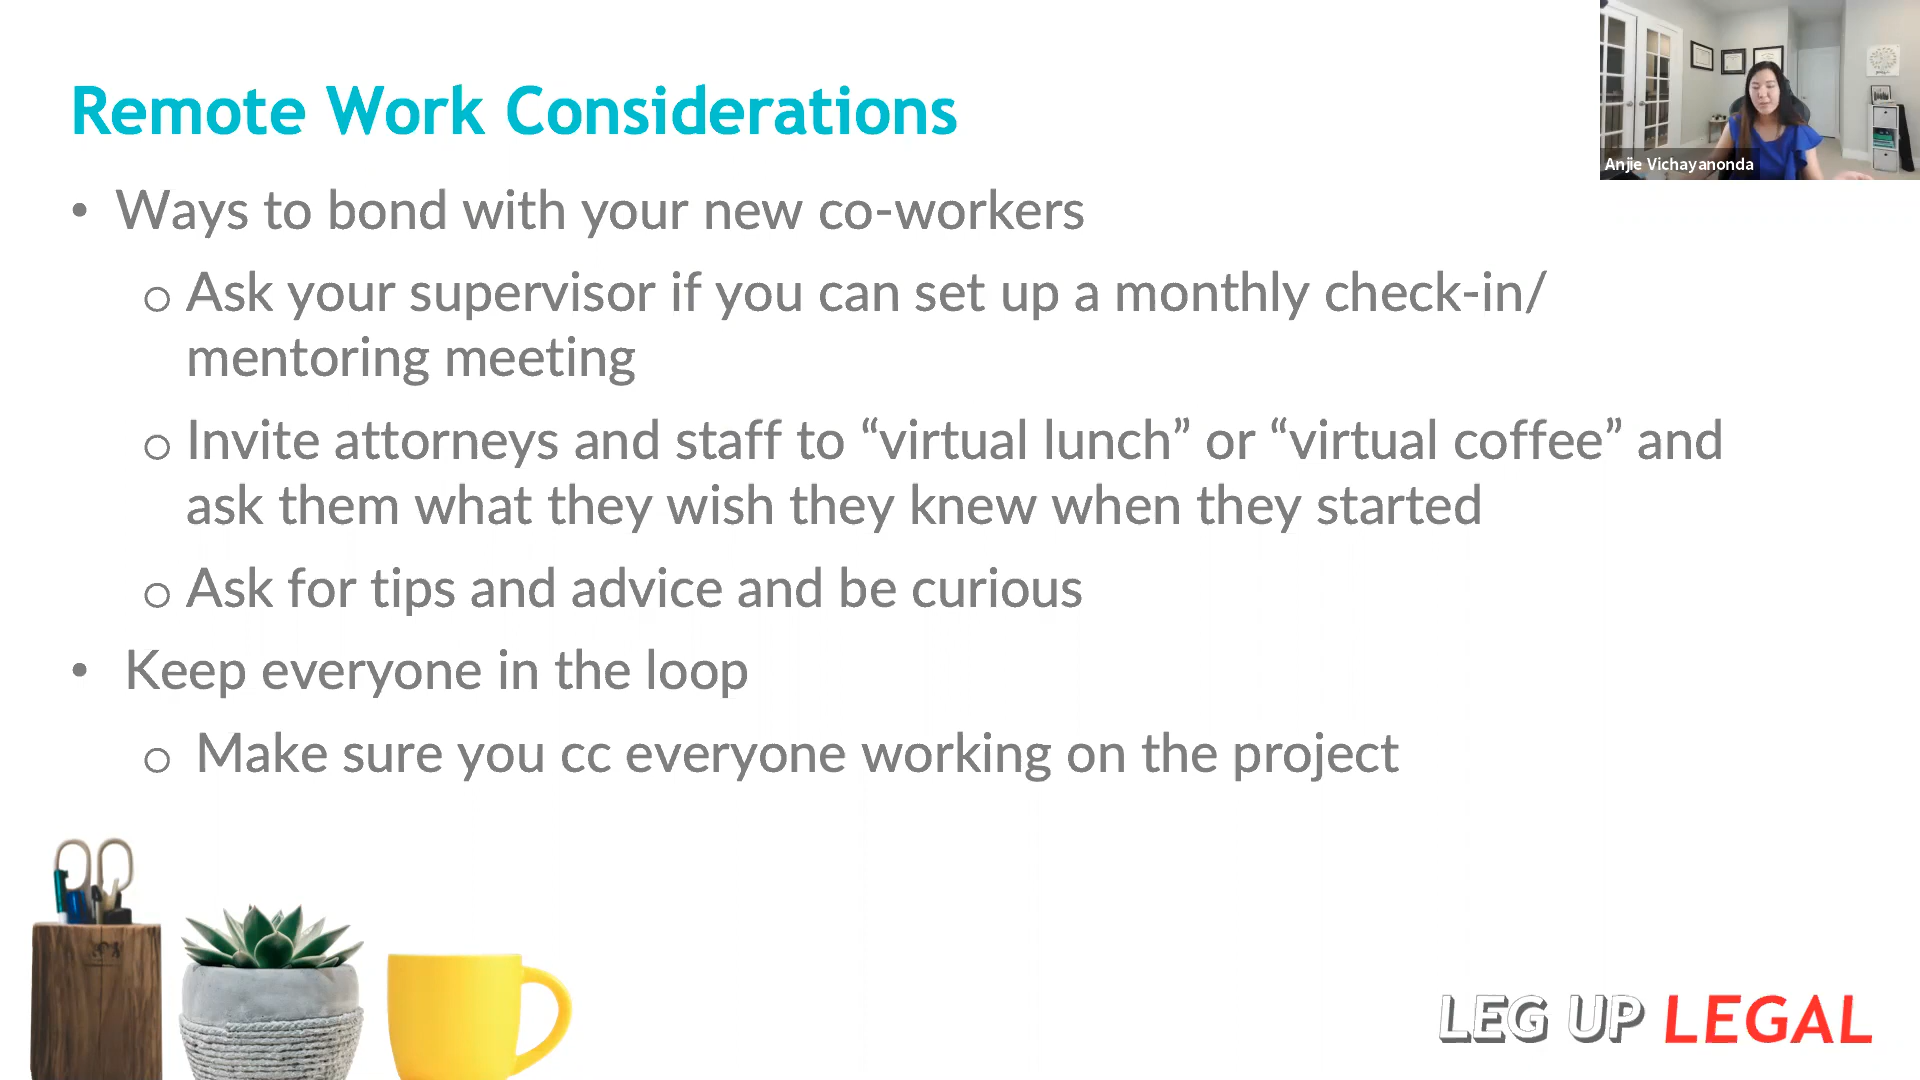 Remote Work Considerations
• Ways to bond with your new co-workers
o Ask your supervisor if you can set up a monthly check-in/
mentoring meeting
o Invite attorneys and staff to “virtual lunch” or “virtual coffee” and
ask them what they wish they knew when they started
o Ask for tips and advice and be curious
• Keep everyone in the loop
o Make sure you cc everyone working on the project
Anjie Vichayanonda
LEG UP LEGAL